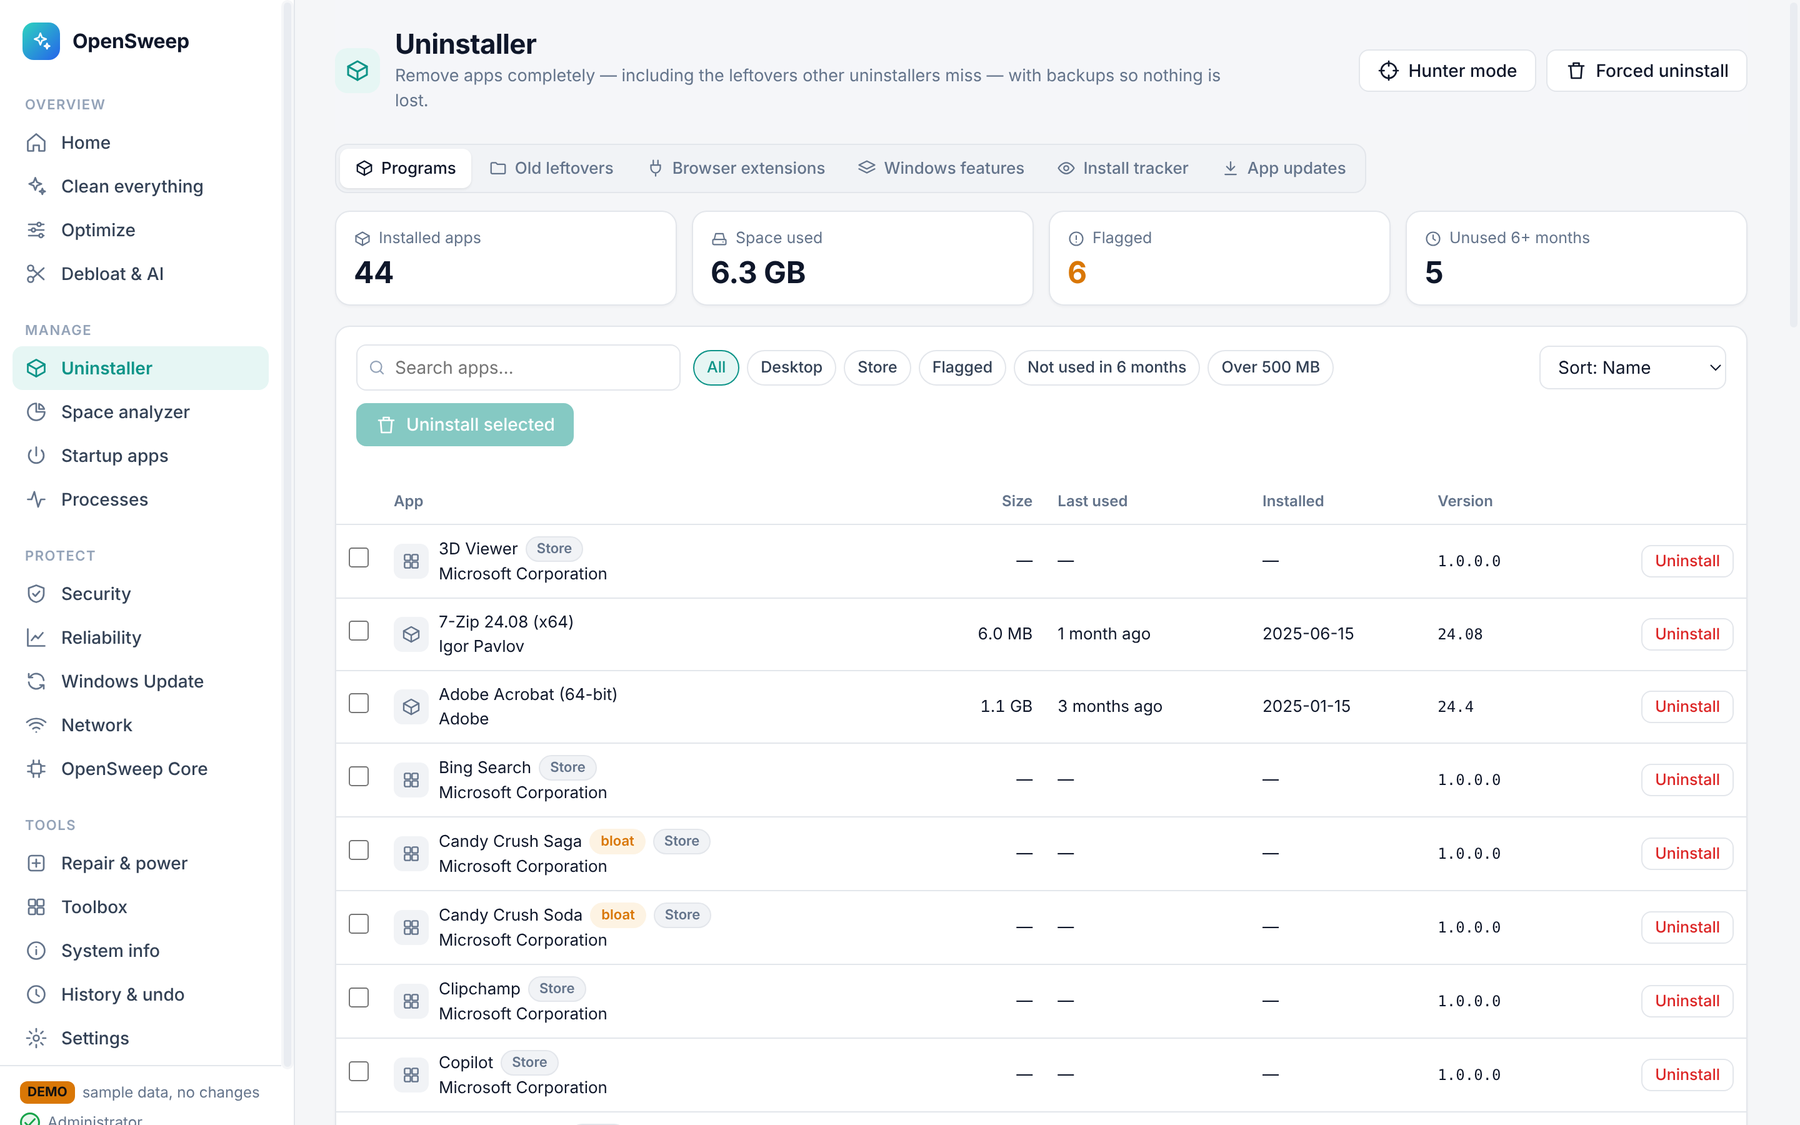 OpenSweep
OVERVIEW
Home
Clean everything
Optimize
Debloat & AI
MANAGE
Uninstaller
Space analyzer
Startup apps
Processes
PROTECT
Security
Reliability
Windows Update
Network
OpenSweep Core
TOOLS
Repair & power
Toolbox
System info
History & undo
Settings
DEMO sample data, no changes
Administrator
Uninstaller
Remove apps completely — including the leftovers other uninstallers miss — with backups so nothing is
lost.
Hunter mode
Forced uninstall
Programs Old leftovers Browser extensions Windows features Install tracker App updates
Installed apps
44
Space used
6.3 GB
Flagged
6
Unused 6+ months
5
Search apps...
All Desktop Store Flagged Not used in 6 months Over 500 MB
Sort: Name
Uninstall selected
App Size Last used Installed Version
3D Viewer Store
Microsoft Corporation
— — — 1.0.0.0 Uninstall
7-Zip 24.08 (x64)
Igor Pavlov
6.0 MB 1 month ago 2025-06-15 24.08 Uninstall
Adobe Acrobat (64-bit)
Adobe
1.1 GB 3 months ago 2025-01-15 24.4 Uninstall
Bing Search Store
Microsoft Corporation
— — — 1.0.0.0 Uninstall
Candy Crush Saga bloat Store
Microsoft Corporation
— — — 1.0.0.0 Uninstall
Candy Crush Soda bloat Store
Microsoft Corporation
— — — 1.0.0.0 Uninstall
Clipchamp Store
Microsoft Corporation
— — — 1.0.0.0 Uninstall
Copilot Store
Microsoft Corporation
— — — 1.0.0.0 Uninstall